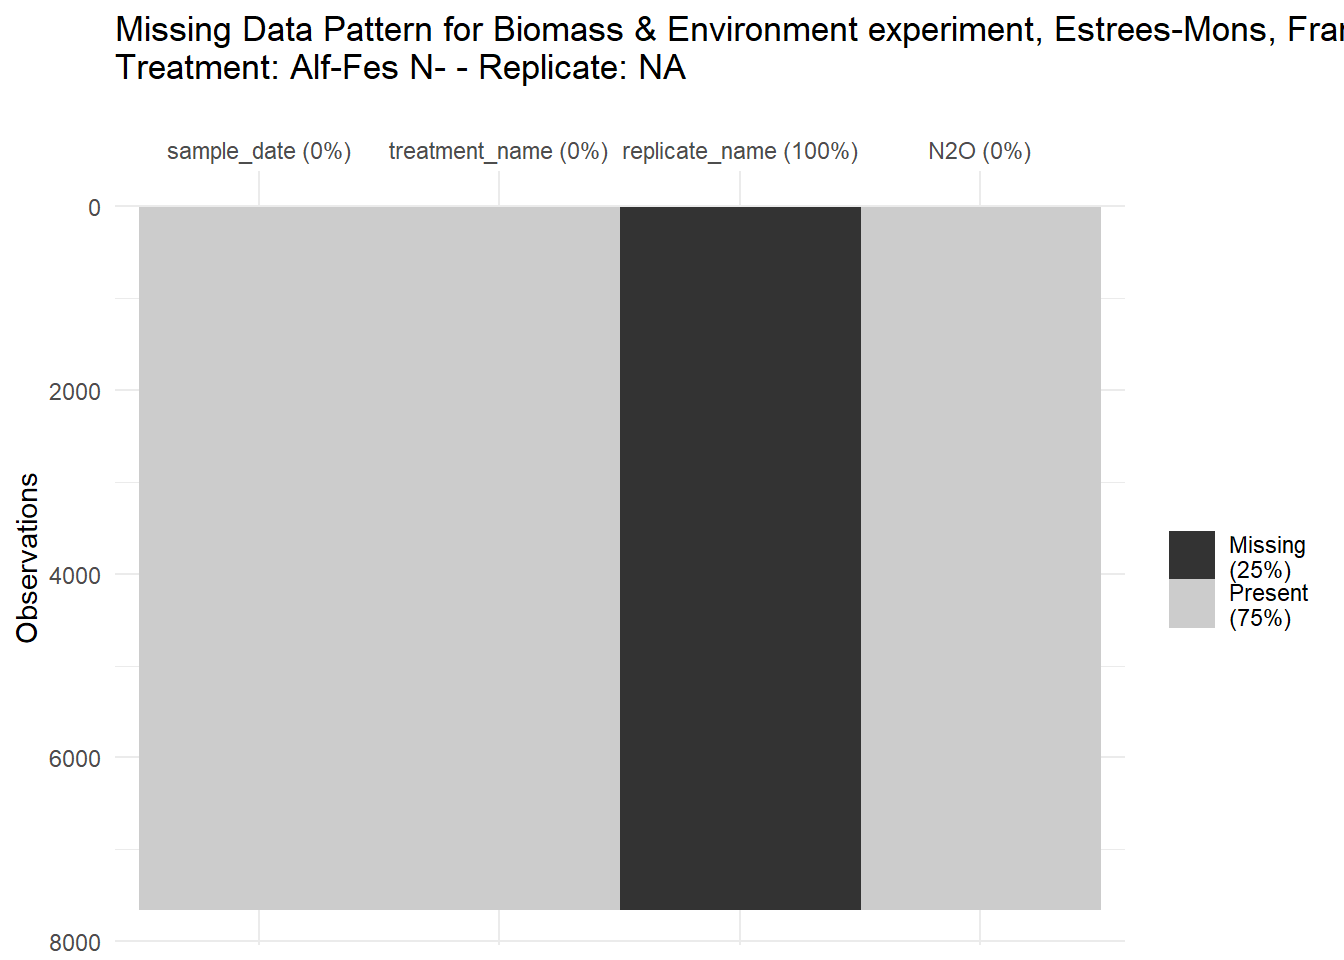 Missing Data Pattern for Biomass & Environment experiment, Estrees-Mons,
Treatment: Alf-Fes N- - Replicate: NA
sample_date (0%) treatment_name (0%) replicate_name (100%) N2O (0%)
0
2000
4000
6000
8000
Observations
Missing
(25%)
Present
(75%)